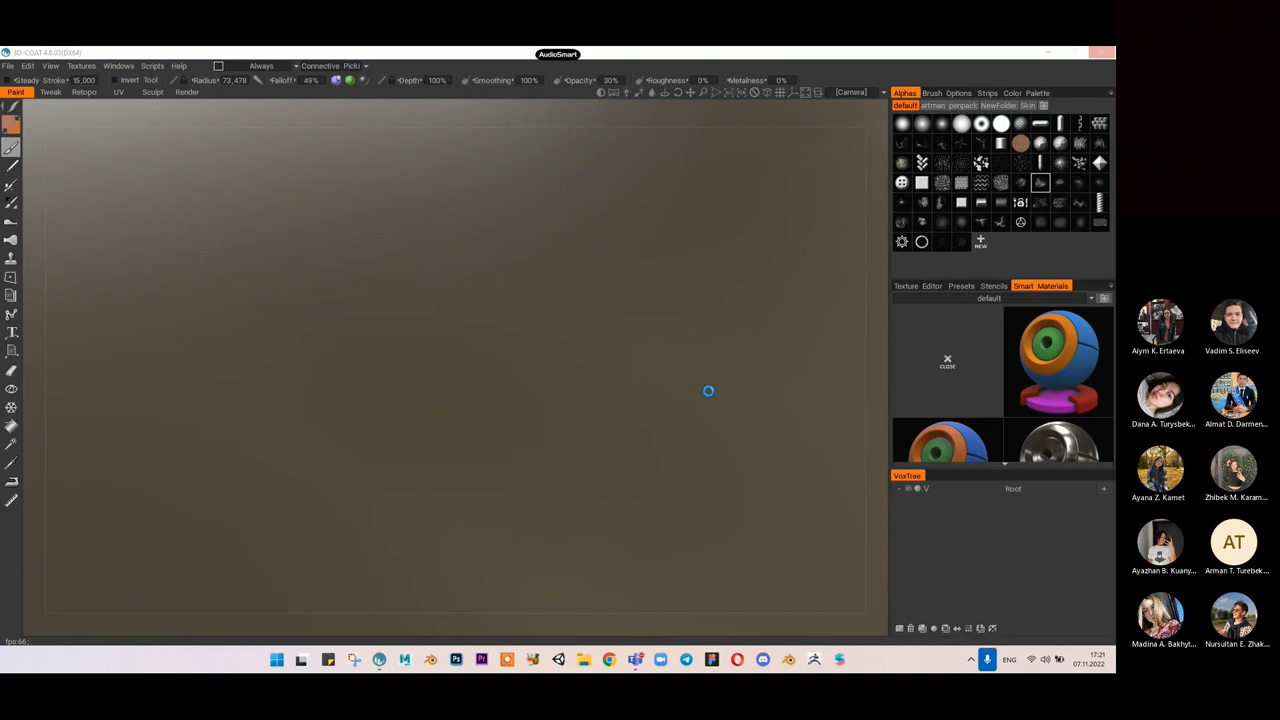 3D-COAT 4.8.03(DX64)
AudioSmart
File Edit View Textures Windows Scripts Help Always Connective Picki
Steady Stroke 15,000 Invert Tool Radius 73,478 Falloff 49% Depth 100% Smoothing 100% Opacity 30% Roughness 0% Metalness 0%
Paint Tweak Retopo UV Sculpt Render [Camera]
Alphas Brush Options Strips Color Palette
default artman penpack NewFolder Skin
NEW
Texture Editor Presets Stencils Smart Materials
default
CLOSE
VoxTree
V Root
fps:66;
ENG
17:21
07.11.2022
Aiym K. Ertaeva Vadim S. Eliseev
Dana A. Turysbek... Almat D. Darmen...
Ayana Z. Kamet Zhibek M. Karam...
AT
Ayazhan B. Kuany... Arman T. Turebek...
Madina A. Bakhyt... Nursultan E. Zhak...